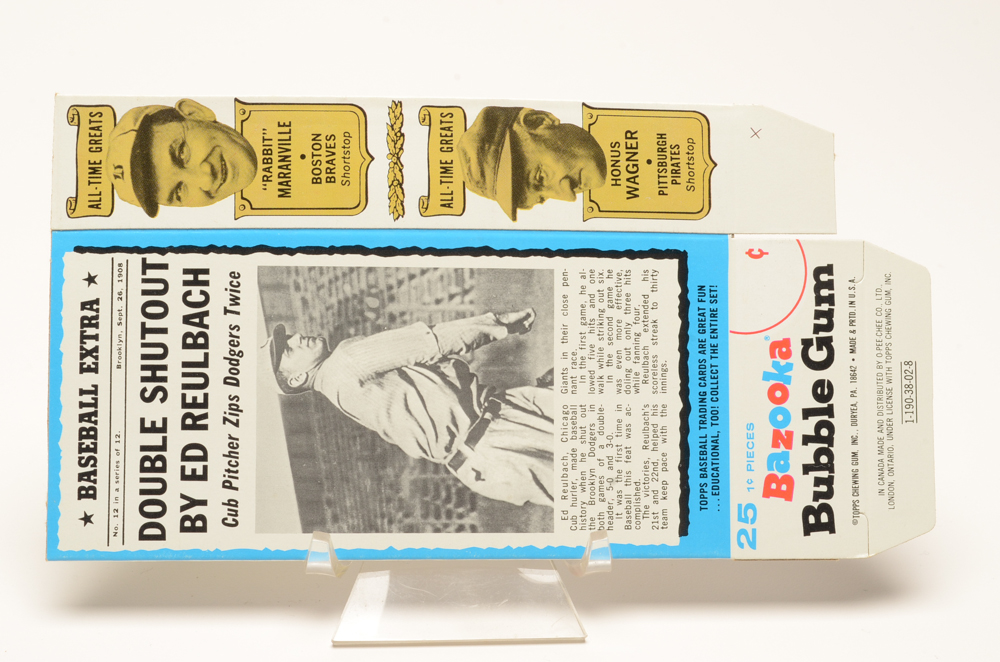 ★ BASEBALL EXTRA ★
No. 12 in a series of 12. Brooklyn, Sept. 26, 1908
DOUBLE SHUTOUT
BY ED REULBACH
Cub Pitcher Zips Dodgers Twice
Ed Reulbach, Chicago
Cub hurler, made baseball
history when he shut out
the Brooklyn Dodgers in
both games of a double-
header, 5-0 and 3-0.
It was the first time in
Baseball this feat was ac-
complished.
The victories, Reulbach's
21st and 22nd, helped his
team keep pace with the
Giants in their close pen-
nant race.
In the first game, he al-
lowed five hits and one
walk while striking out six.
In the second game he
was even more effective,
doling out only three hits
while fanning four.
Reulbach extended his
scoreless streak to thirty
innings.
TOPPS BASEBALL TRADING CARDS ARE GREAT FUN
... EDUCATIONAL, TOO! COLLECT THE ENTIRE SET!
25 1¢ PIECES
¢
Bazooka®
Bubble Gum
©TOPPS CHEWING GUM, INC., DURYEA, PA. 18642 • MADE & PRTD. IN U.S.A.
IN CANADA MADE AND DISTRIBUTED BY O-PEE-CHEE CO. LTD.,
LONDON, ONTARIO, UNDER LICENSE WITH TOPPS CHEWING GUM, INC.
1-190-38-02-8
ALL-TIME GREATS
"RABBIT"
MARANVILLE
•
BOSTON
BRAVES
Shortstop
ALL-TIME GREATS
HONUS
WAGNER
•
PITTSBURGH
PIRATES
Shortstop
X